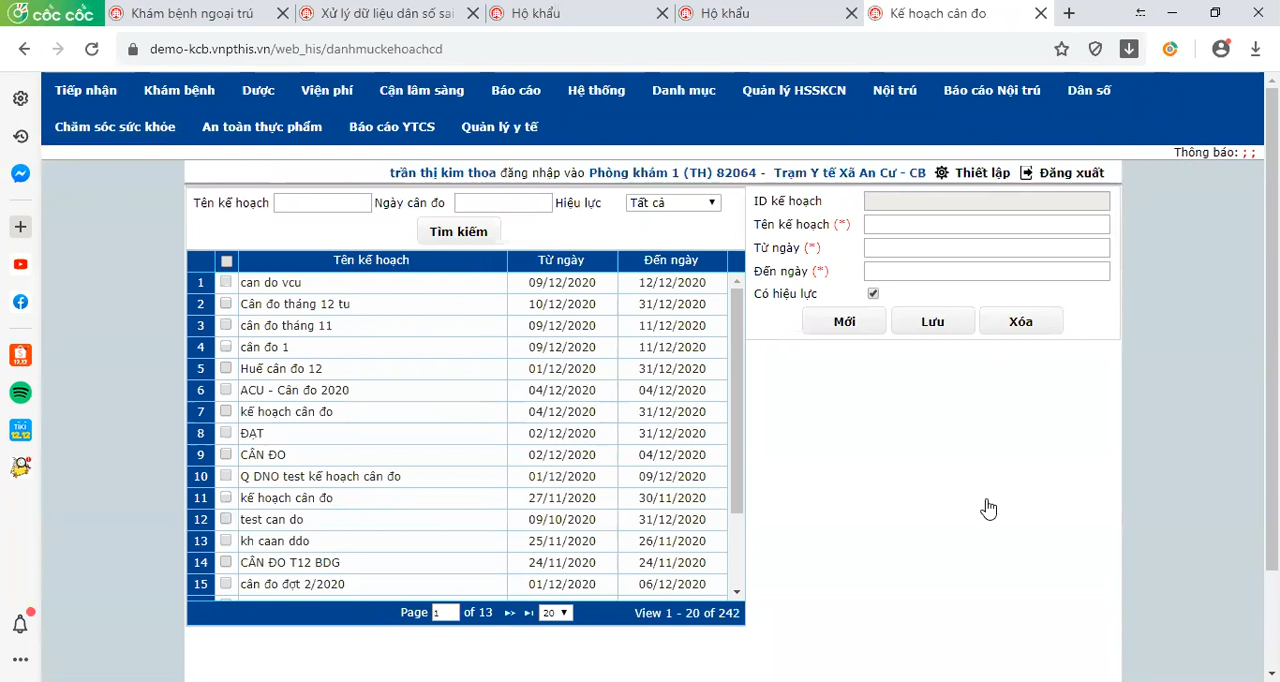 cốc cốc Khám bệnh ngoại trú Xử lý dữ liệu dân số sai Hộ khẩu Hộ khẩu Kế hoạch cân đo
demo-kcb.vnpthis.vn/web_his/danhmuckehoachcd
Tiếp nhận Khám bệnh Dược Viện phí Cận lâm sàng Báo cáo Hệ thống Danh mục Quản lý HSSKCN Nội trú Báo cáo Nội trú Dân số
Chăm sóc sức khỏe An toàn thực phẩm Báo cáo YTCS Quản lý y tế
Thông báo: ; ;
trần thị kim thoa đăng nhập vào Phòng khám 1 (TH) 82064 - Trạm Y tế Xã An Cư - CB Thiết lập Đăng xuất
Tên kế hoạch Ngày cân đo Hiệu lực Tất cả
Tìm kiếm
ID kế hoạch
Tên kế hoạch (*)
Từ ngày (*)
Đến ngày (*)
Có hiệu lực
Mới Lưu Xóa
Tên kế hoạch Từ ngày Đến ngày
1 can do vcu 09/12/2020 12/12/2020
2 Cân đo tháng 12 tu 10/12/2020 31/12/2020
3 cân đo tháng 11 09/12/2020 11/12/2020
4 cân đo 1 09/12/2020 11/12/2020
5 Huế cân đo 12 01/12/2020 31/12/2020
6 ACU - Cân đo 2020 04/12/2020 04/12/2020
7 kế hoạch cân đo 04/12/2020 31/12/2020
8 ĐẠT 02/12/2020 31/12/2020
9 CÂN ĐO 02/12/2020 04/12/2020
10 Q DNO test kế hoạch cân đo 01/12/2020 09/12/2020
11 kế hoạch cân đo 27/11/2020 30/11/2020
12 test can do 09/10/2020 31/12/2020
13 kh caan ddo 25/11/2020 26/11/2020
14 CÂN ĐO T12 BDG 24/11/2020 24/11/2020
15 cân đo đợt 2/2020 01/12/2020 06/12/2020
Page 1 of 13 20 View 1 - 20 of 242